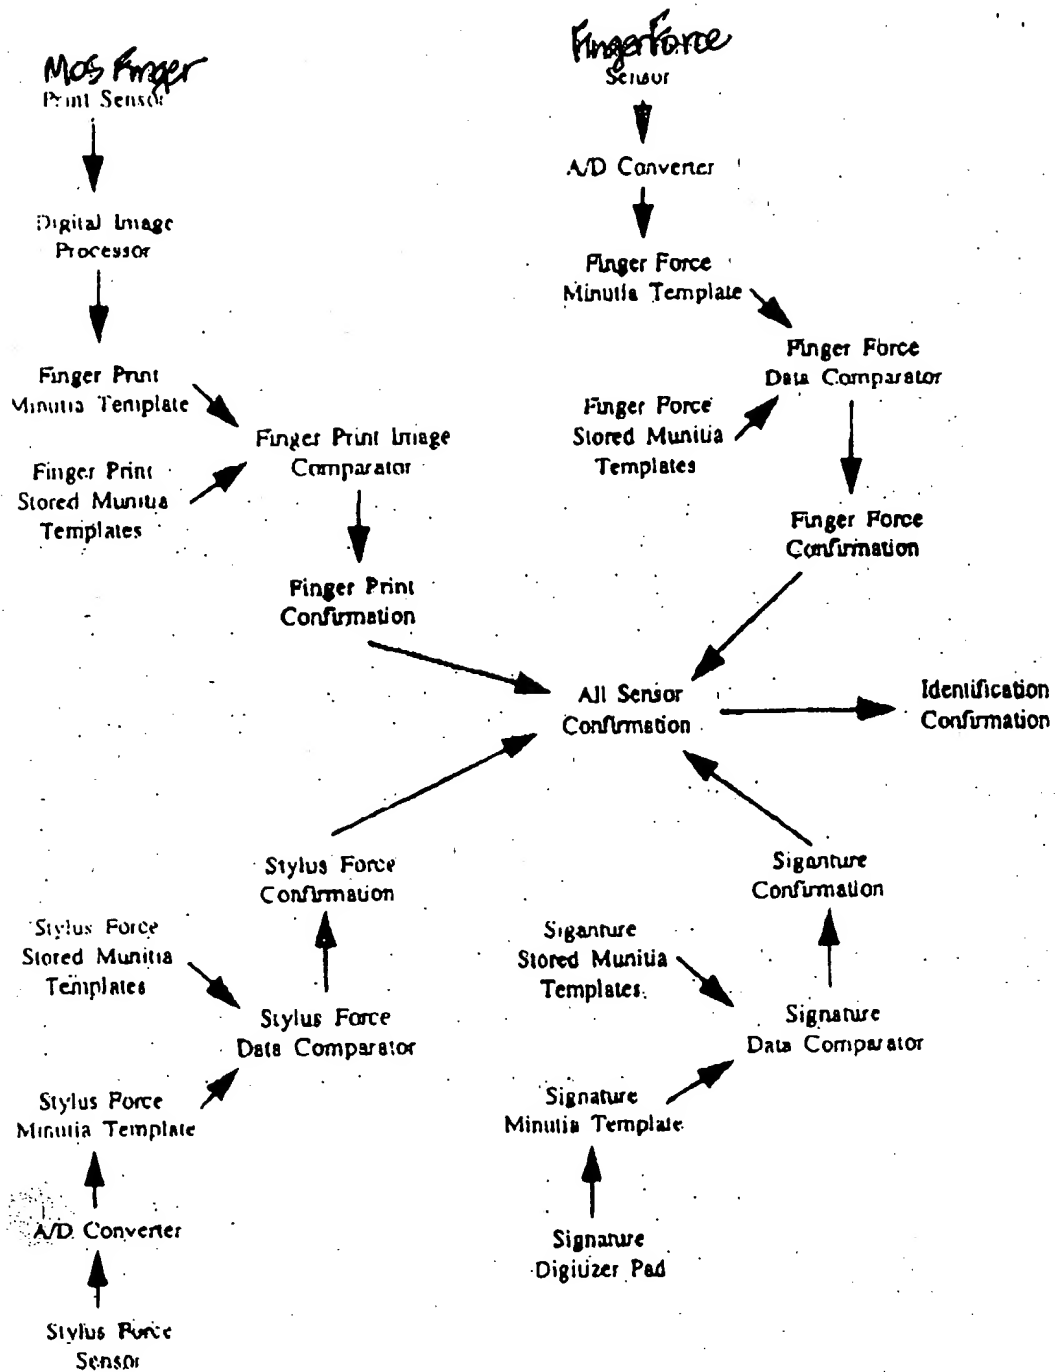 MOS Finger
Print Sensor
Digital Image
Processor
Finger Print
Minutia Template
Finger Print
Stored Munitia
Templates
Finger Print Image
Comparator
Finger Print
Confirmation
Finger Force
Sensor
A/D Converter
Finger Force
Minutia Template
Finger Force
Stored Munitia
Templates
Finger Force
Data Comparator
Finger Force
Confirmation
All Sensor
Confirmation
Identification
Confirmation
Stylus Force
Confirmation
Stylus Force
Stored Munitia
Templates
Stylus Force
Data Comparator
Stylus Force
Minutia Template
A/D Converter
Stylus Force
Sensor
Siganture
Confirmation
Siganture
Stored Munitia
Templates
Signature
Data Comparator
Signature
Minutia Template
Signature
Digitizer Pad